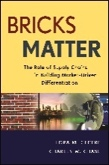 BRICKS
MATTER
The Role of Supply Chains
in Building Market-Driven
Differentiation